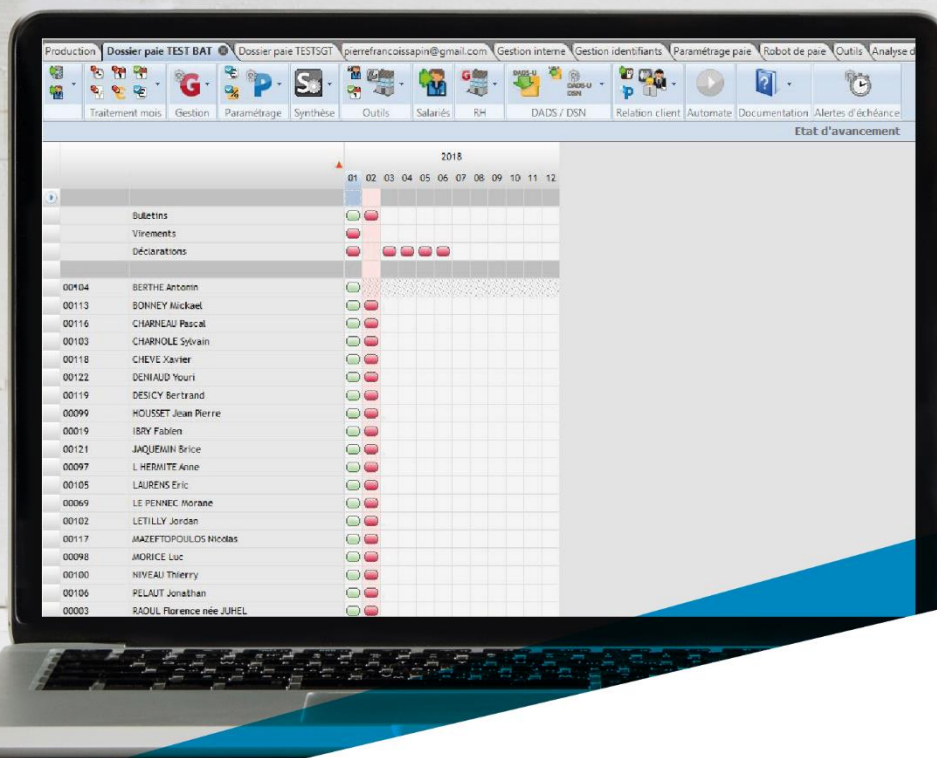 Production Dossier paie TEST BAT Dossier paie TESTSGT pierrefrancoissapin@gmail.com Gestion interne Gestion identifiants Paramétrage paie Robot de paie Outils Analyse d
G P S DADS-U DADS-U DSN
Traitement mois Gestion Paramétrage Synthèse Outils Salariés RH DADS / DSN Relation client Automate Documentation Alertes d'échéance
Etat d'avancement
2018
01 02 03 04 05 06 07 08 09 10 11 12
Buletins
Virements
Déclarations
00104 BERTHE Antonin
00113 BONNEY Mickael
00116 CHARNEAU Pascal
00103 CHARNOLE Sylvain
00118 CHEVE Xavier
00122 DENIAUD Youri
00119 DESICY Bertrand
00099 HOUSSET Jean Pierre
00019 IBRY Fabien
00121 JAQUEMIN Brice
00097 L HERMITE Anne
00105 LAURENS Eric
00069 LE PENNEC Morane
00102 LETILLY Jordan
00117 MAZEFTOPOULOS Nicolas
00098 MORICE Luc
00100 NIVEAU Thierry
00106 PELAUT Jonathan
00003 RAOUL Florence née JUHEL